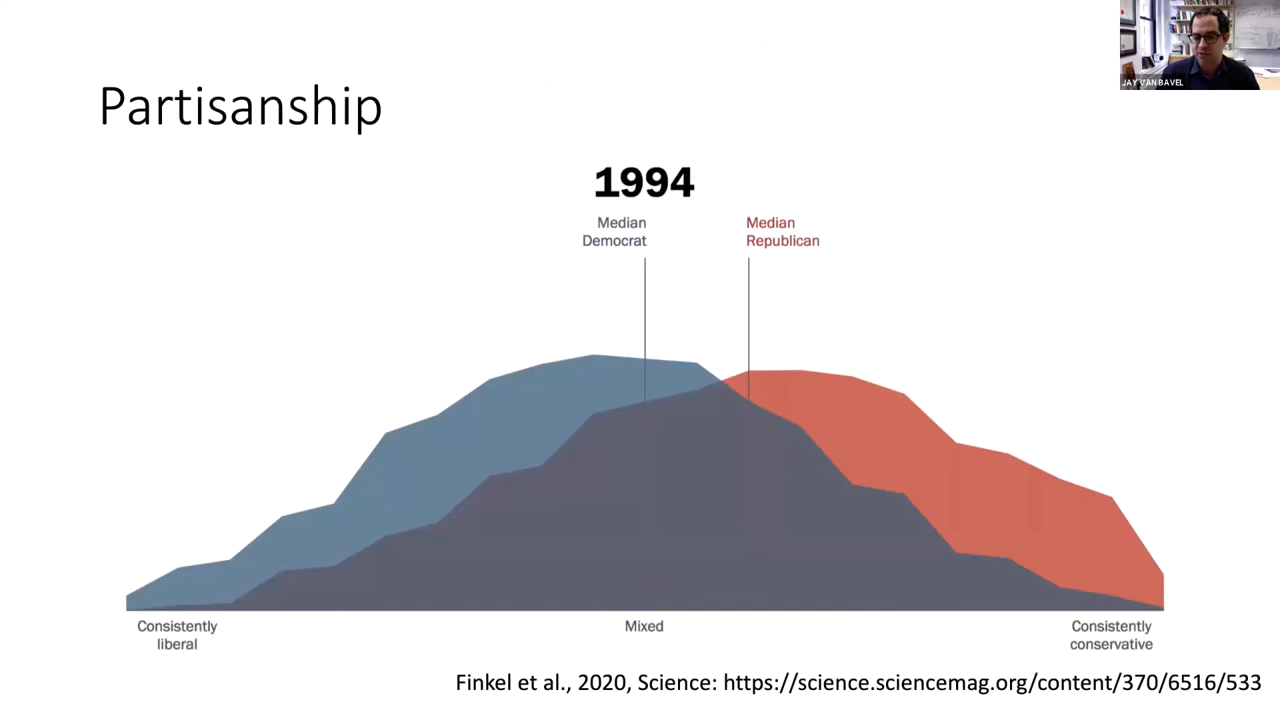 JAY VAN BAVEL
Partisanship
1994
Median
Democrat
Median
Republican
Consistently
liberal
Mixed
Consistently
conservative
Finkel et al., 2020, Science: https://science.sciencemag.org/content/370/6516/533